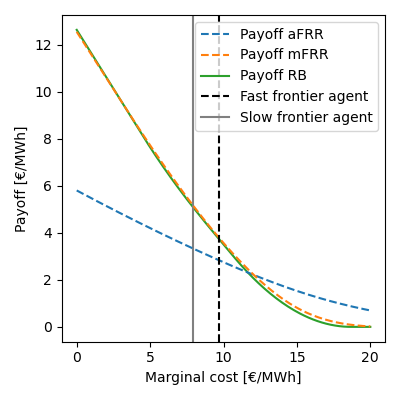 Payoff aFRR
Payoff mFRR
Payoff RB
Fast frontier agent
Slow frontier agent
12
10
8
6
4
2
0
Payoff [€/MWh]
0 5 10 15 20
Marginal cost [€/MWh]